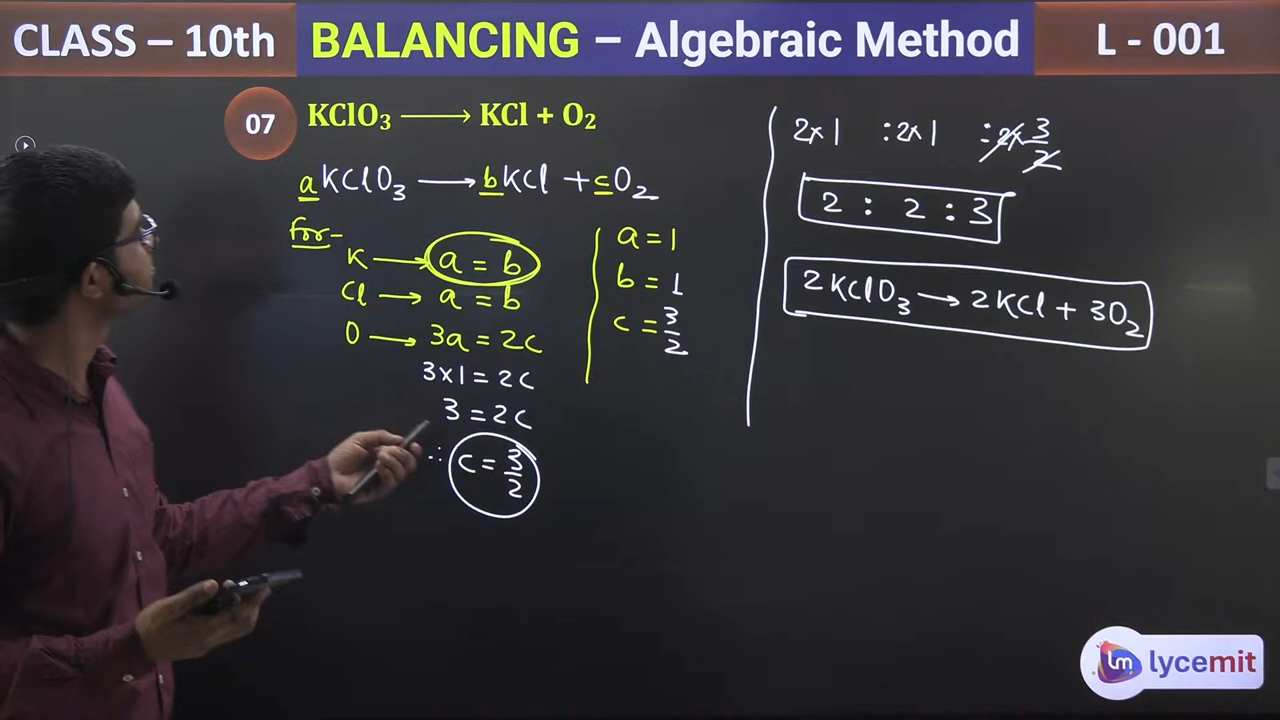 CLASS – 10th BALANCING – Algebraic Method L - 001
07 KClO₃ ⟶ KCl + O₂
aKClO₃ ⟶ bKCl + cO₂
for-
K ⟶ a = b
Cl ⟶ a = b
O ⟶ 3a = 2c
3×1 = 2c
3 = 2c
∴ c = 3/2
a = 1
b = 1
c = 3/2
2×1 : 2×1 : 2×3/2
2 : 2 : 3
2KClO₃ ⟶ 2KCl + 3O₂
lm lycemit